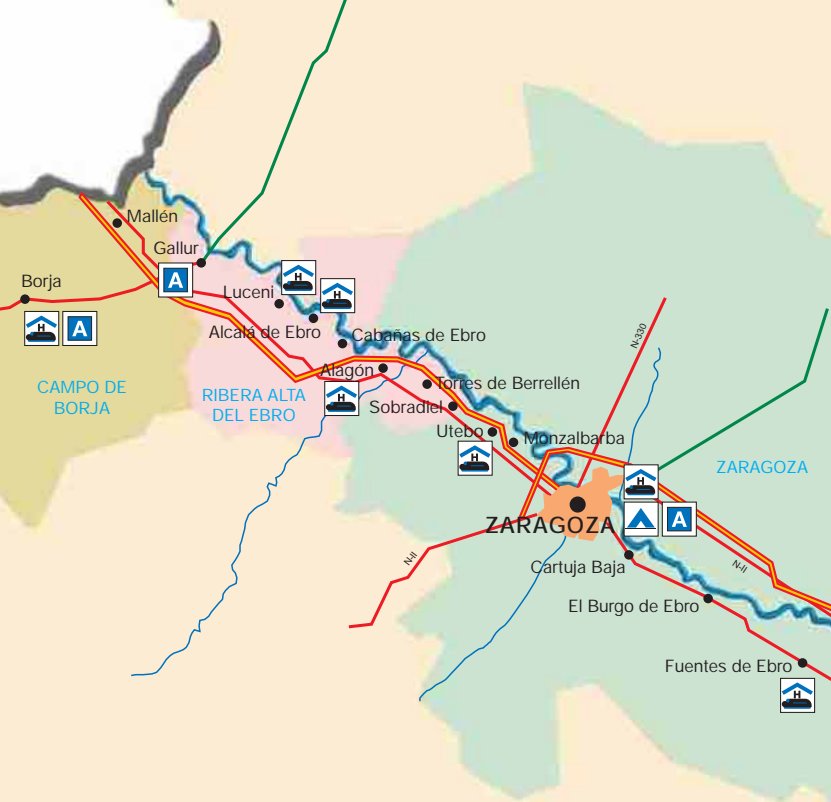 Mallén
Gallur
A
Borja
H
A
H
H
Luceni
Alcalá de Ebro
Cabañas de Ebro
CAMPO DE
BORJA
RIBERA ALTA
DEL EBRO
Alagón
H
Torres de Berrellén
Sobradiel
Utebo
H
Monzalbarba
N-330
ZARAGOZA
H
A
ZARAGOZA
N-II
Cartuja Baja
N-II
El Burgo de Ebro
Fuentes de Ebro
H